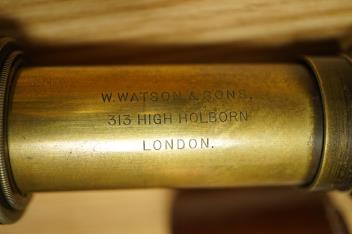 W. WATSON & SONS,
313 HIGH HOLBORN
LONDON.